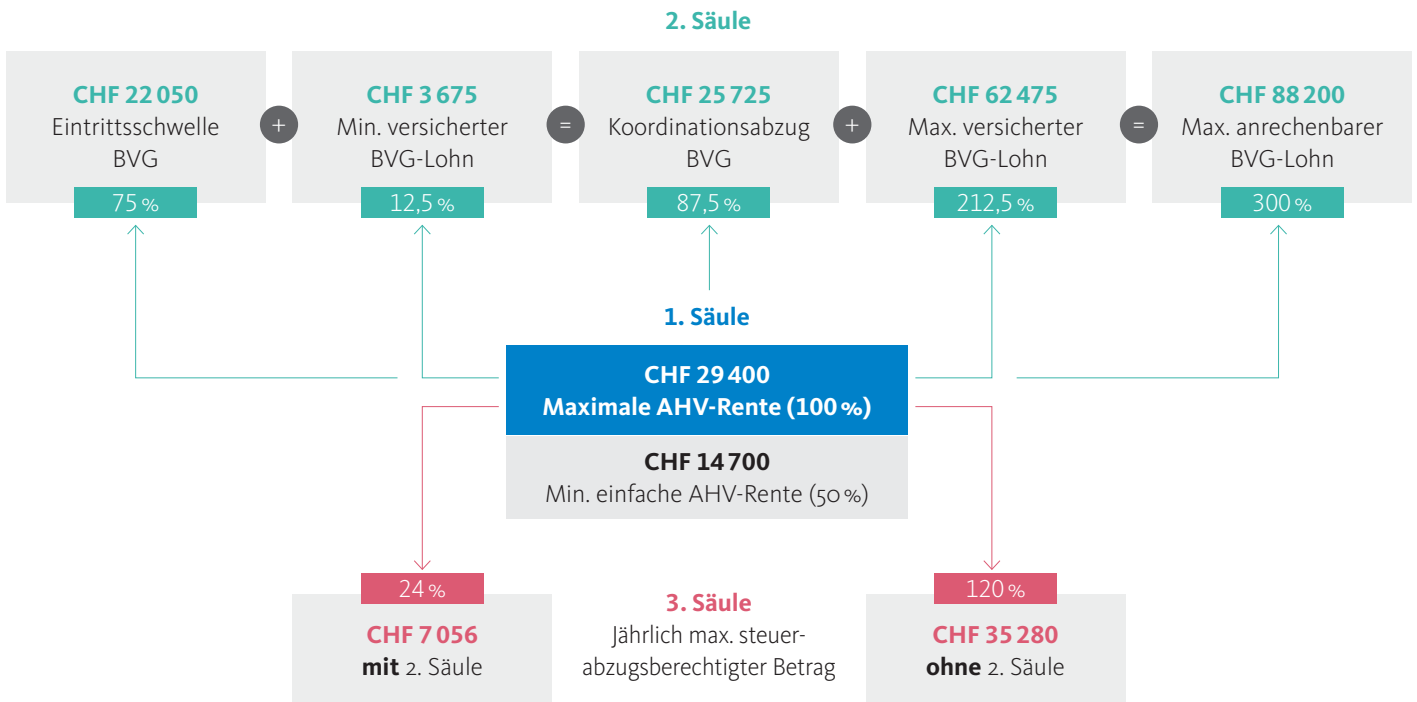 2. Säule
CHF 22 050
Eintrittsschwelle
BVG
75 %
+
CHF 3 675
Min. versicherter
BVG-Lohn
12,5 %
=
CHF 25 725
Koordinationsabzug
BVG
87,5 %
+
CHF 62 475
Max. versicherter
BVG-Lohn
212,5 %
=
CHF 88 200
Max. anrechenbarer
BVG-Lohn
300 %
1. Säule
CHF 29 400
Maximale AHV-Rente (100 %)
CHF 14 700
Min. einfache AHV-Rente (50 %)
24 %
CHF 7 056
mit 2. Säule
3. Säule
Jährlich max. steuer-
abzugsberechtigter Betrag
120 %
CHF 35 280
ohne 2. Säule